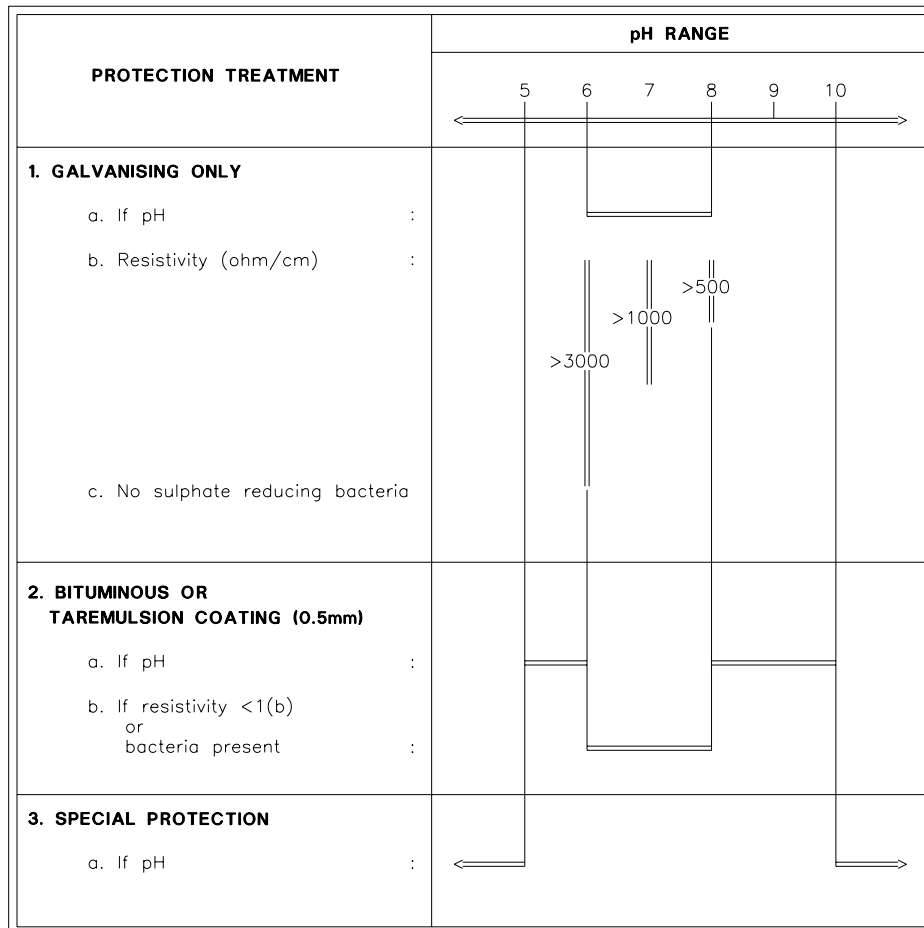 PROTECTION TREATMENT
pH RANGE
5 6 7 8 9 10
1. GALVANISING ONLY
a. If pH :
b. Resistivity (ohm/cm) :
>500
>1000
>3000
c. No sulphate reducing bacteria
2. BITUMINOUS OR
TAREMULSION COATING (0.5mm)
a. If pH :
b. If resistivity <1(b)
or
bacteria present :
3. SPECIAL PROTECTION
a. If pH :